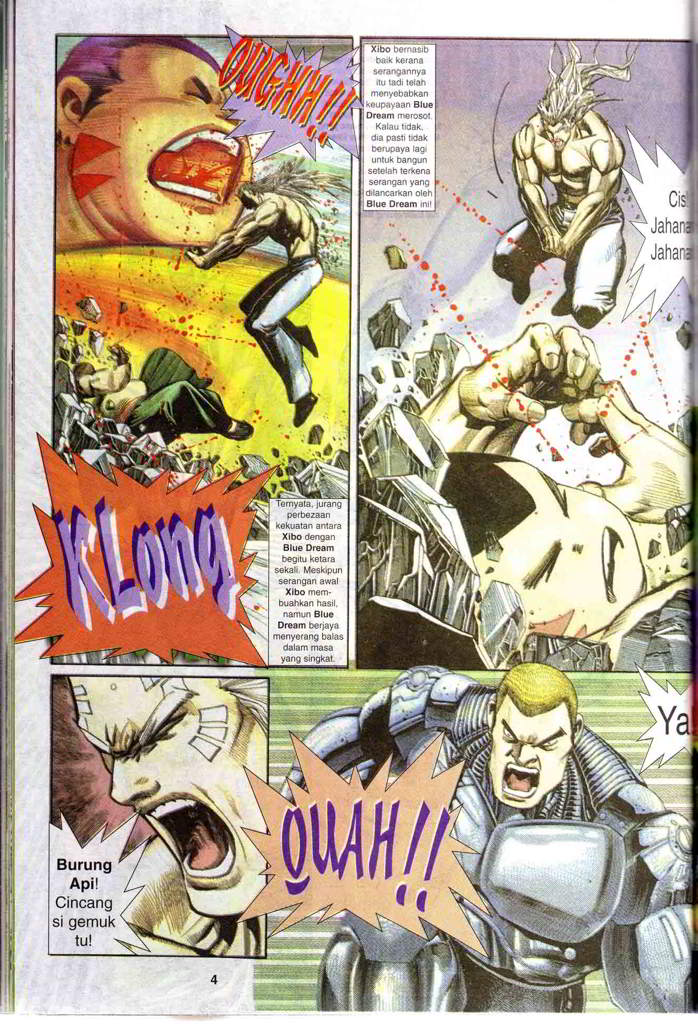 OUGHH!!
Xibo bernasib
baik kerana
serangannya
itu tadi telah
menyebabkan
keupayaan Blue
Dream merosot.
Kalau tidak,
dia pasti tidak
berupaya lagi
untuk bangun
setelah terkena
serangan yang
dilancarkan oleh
Blue Dream ini!
KLong
Ternyata, jurang
perbezaan
kekuatan antara
Xibo dengan
Blue Dream
begitu ketara
sekali. Meskipun
serangan awal
Xibo mem-
buahkan hasil,
namun Blue
Dream berjaya
menyerang balas
dalam masa
yang singkat.
Burung
Api!
Cincang
si gemuk
tu!
QUAH!!
4